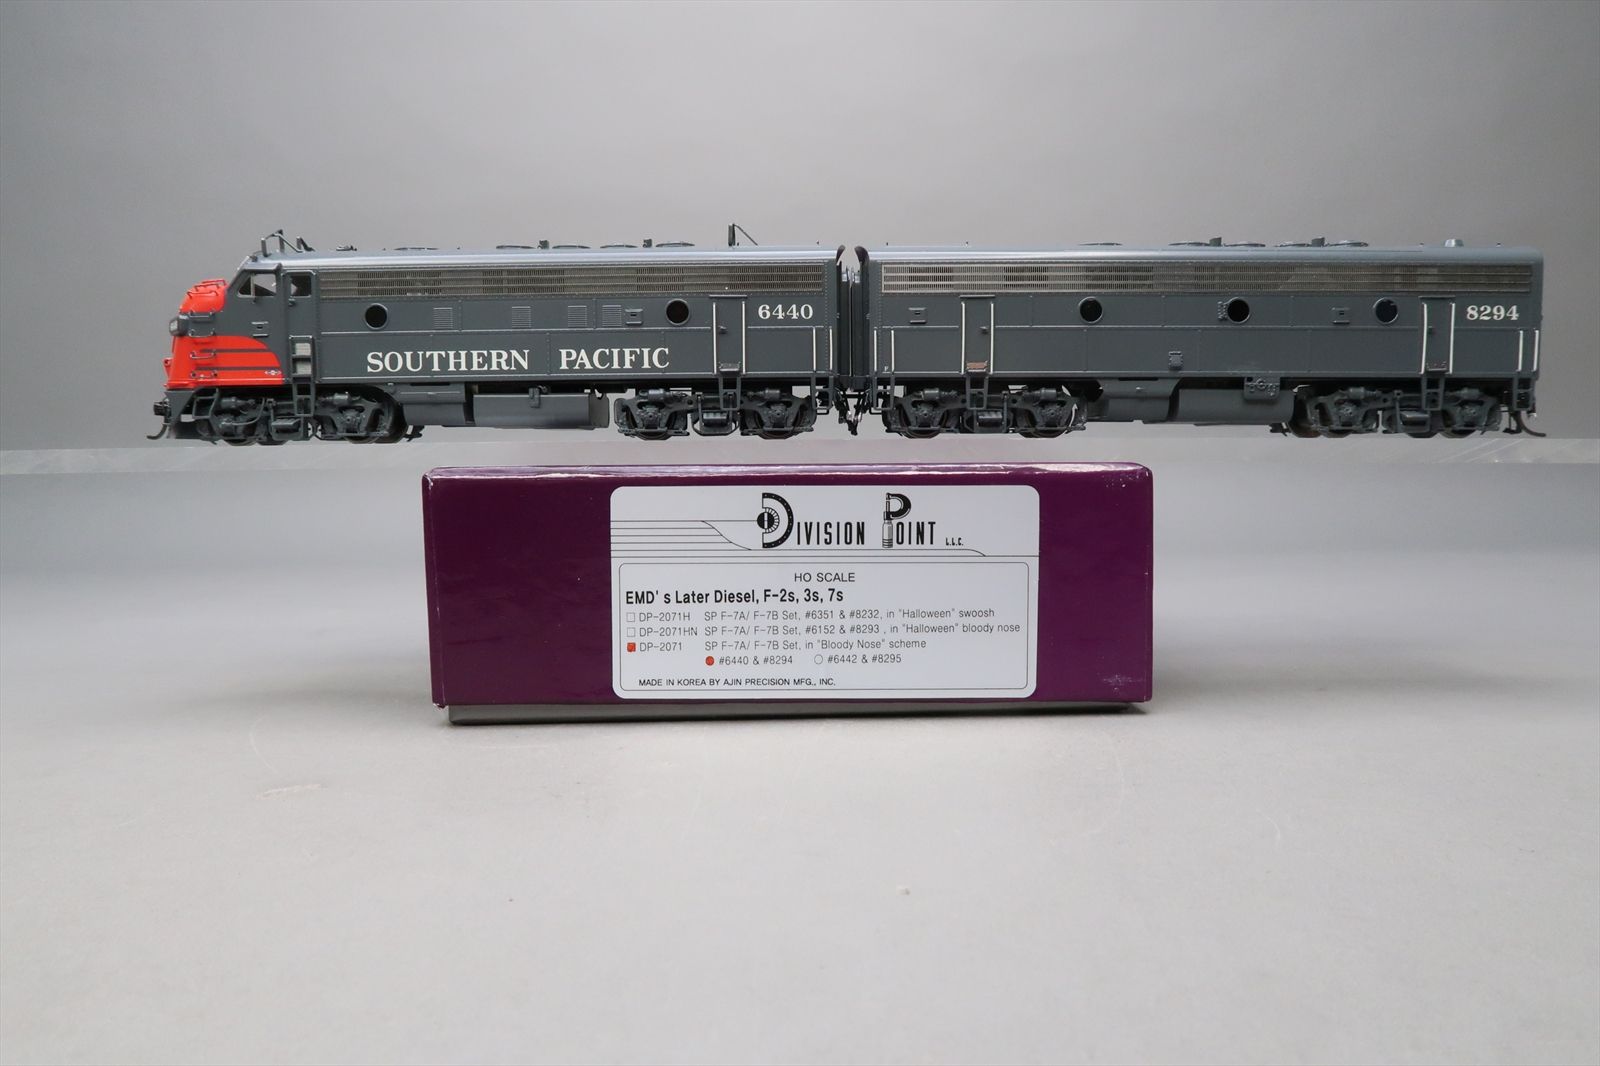 6440
8294
SOUTHERN PACIFIC
F
DIVISION POINT L.L.C.
HO SCALE
EMD' s Later Diesel, F-2s, 3s, 7s
DP-2071H SP F-7A/ F-7B Set, #6351 & #8232, in "Halloween" swoosh
DP-2071HN SP F-7A/ F-7B Set, #6152 & #8293 , in "Halloween" bloody nose
DP-2071 SP F-7A/ F-7B Set, in "Bloody Nose" scheme
#6440 & #8294 #6442 & #8295
MADE IN KOREA BY AJIN PRECISION MFG., INC.